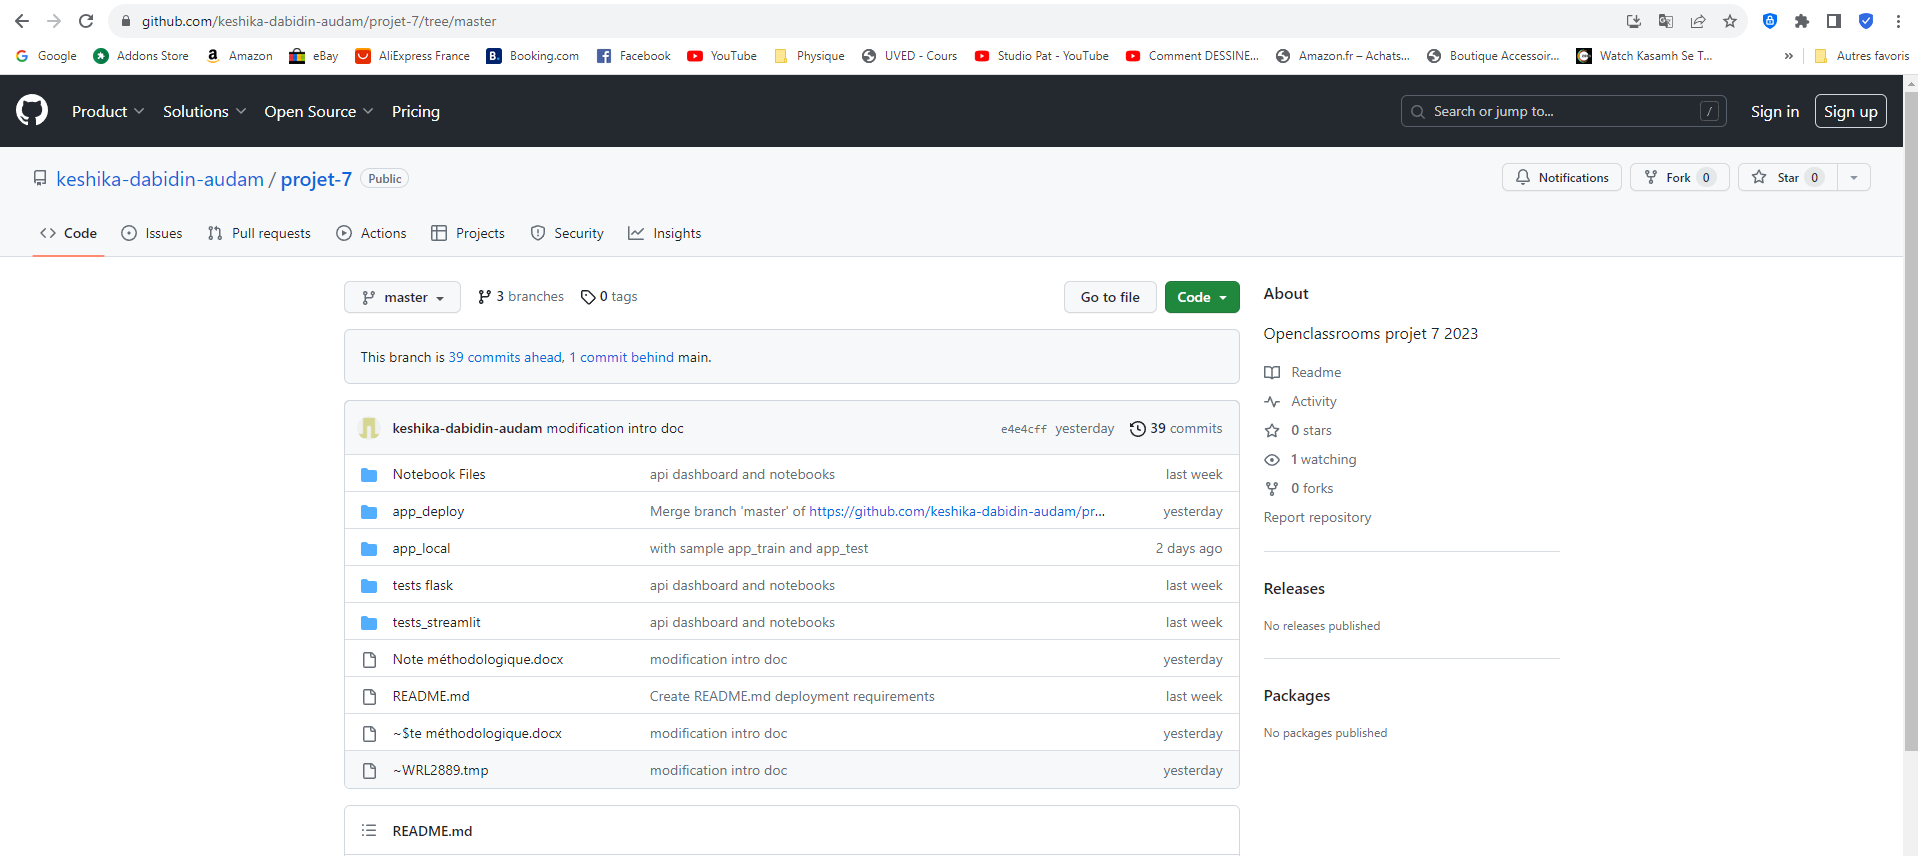 github.com/keshika-dabidin-audam/projet-7/tree/master
Google Addons Store Amazon eBay AliExpress France Booking.com Facebook YouTube Physique UVED - Cours Studio Pat - YouTube Comment DESSINE... Amazon.fr – Achats... Boutique Accessoir... Watch Kasamh Se T... » Autres favoris
Product Solutions Open Source Pricing Search or jump to... / Sign in Sign up
keshika-dabidin-audam / projet-7 Public Notifications Fork 0 Star 0
Code Issues Pull requests Actions Projects Security Insights
master 3 branches 0 tags Go to file Code
This branch is 39 commits ahead, 1 commit behind main.
keshika-dabidin-audam modification intro doc e4e4cff yesterday 39 commits
Notebook Files api dashboard and notebooks last week
app_deploy Merge branch 'master' of https://github.com/keshika-dabidin-audam/pr... yesterday
app_local with sample app_train and app_test 2 days ago
tests flask api dashboard and notebooks last week
tests_streamlit api dashboard and notebooks last week
Note méthodologique.docx modification intro doc yesterday
README.md Create README.md deployment requirements last week
~$te méthodologique.docx modification intro doc yesterday
~WRL2889.tmp modification intro doc yesterday
README.md
About
Openclassrooms projet 7 2023
Readme
Activity
0 stars
1 watching
0 forks
Report repository
Releases
No releases published
Packages
No packages published